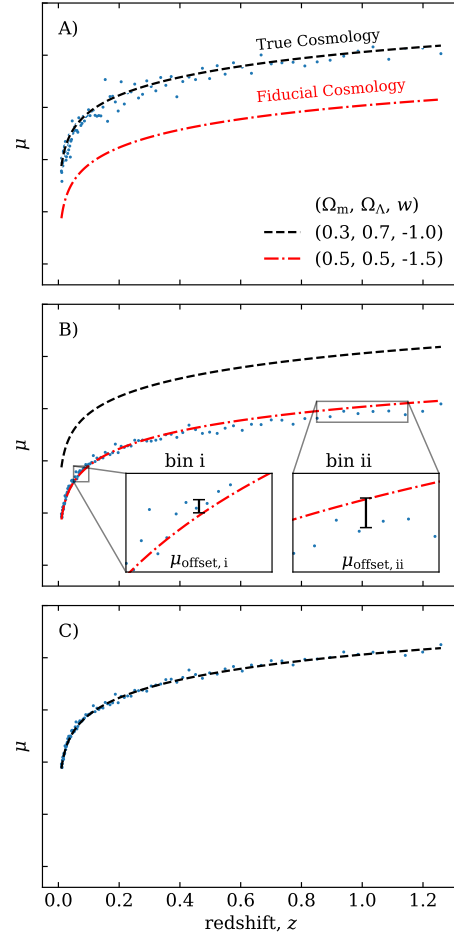 A)
True Cosmology
Fiducial Cosmology
μ
(Ωm, ΩΛ, w)
(0.3, 0.7, -1.0)
(0.5, 0.5, -1.5)
B)
μ
bin i
bin ii
μoffset, i
μoffset, ii
C)
μ
0.0 0.2 0.4 0.6 0.8 1.0 1.2
redshift, z